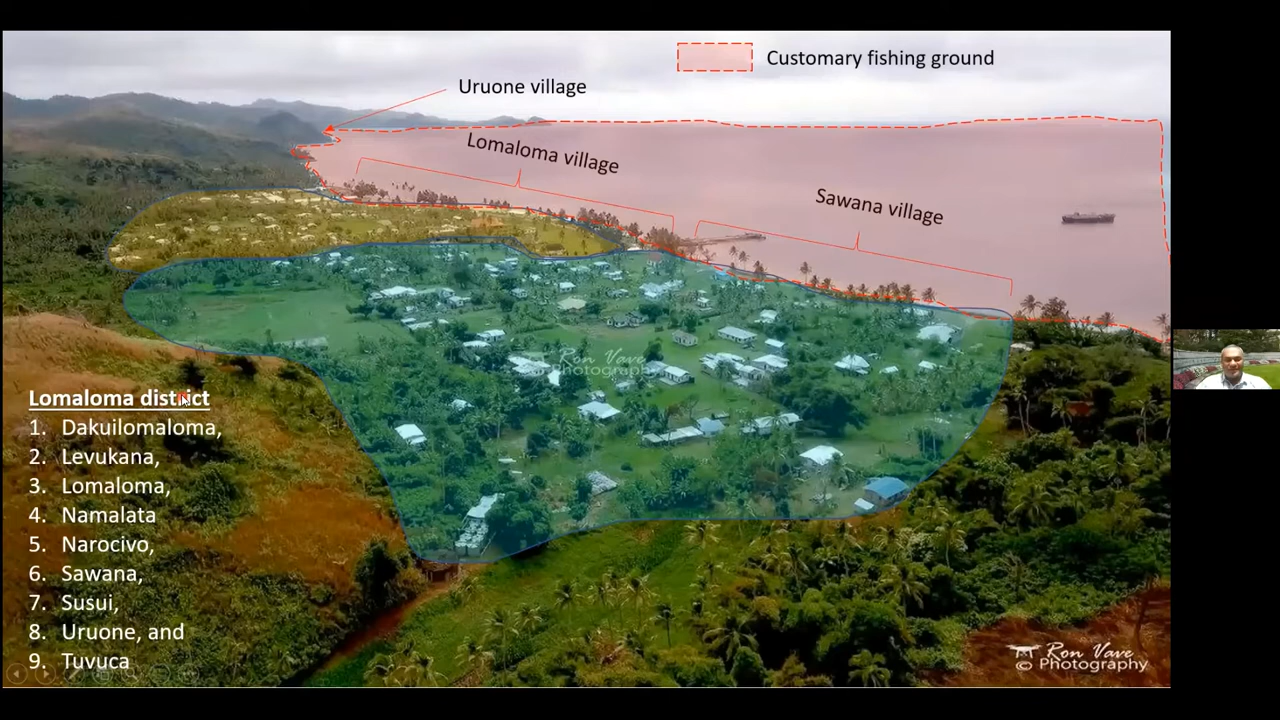 Customary fishing ground
Uruone village
Lomaloma village
Sawana village
Ron Vave
Photography
Lomaloma district
1. Dakuilomaloma,
2. Levukana,
3. Lomaloma,
4. Namalata
5. Narocivo,
6. Sawana,
7. Susui,
8. Uruone, and
9. Tuvuca
Ron Vave
© Photography